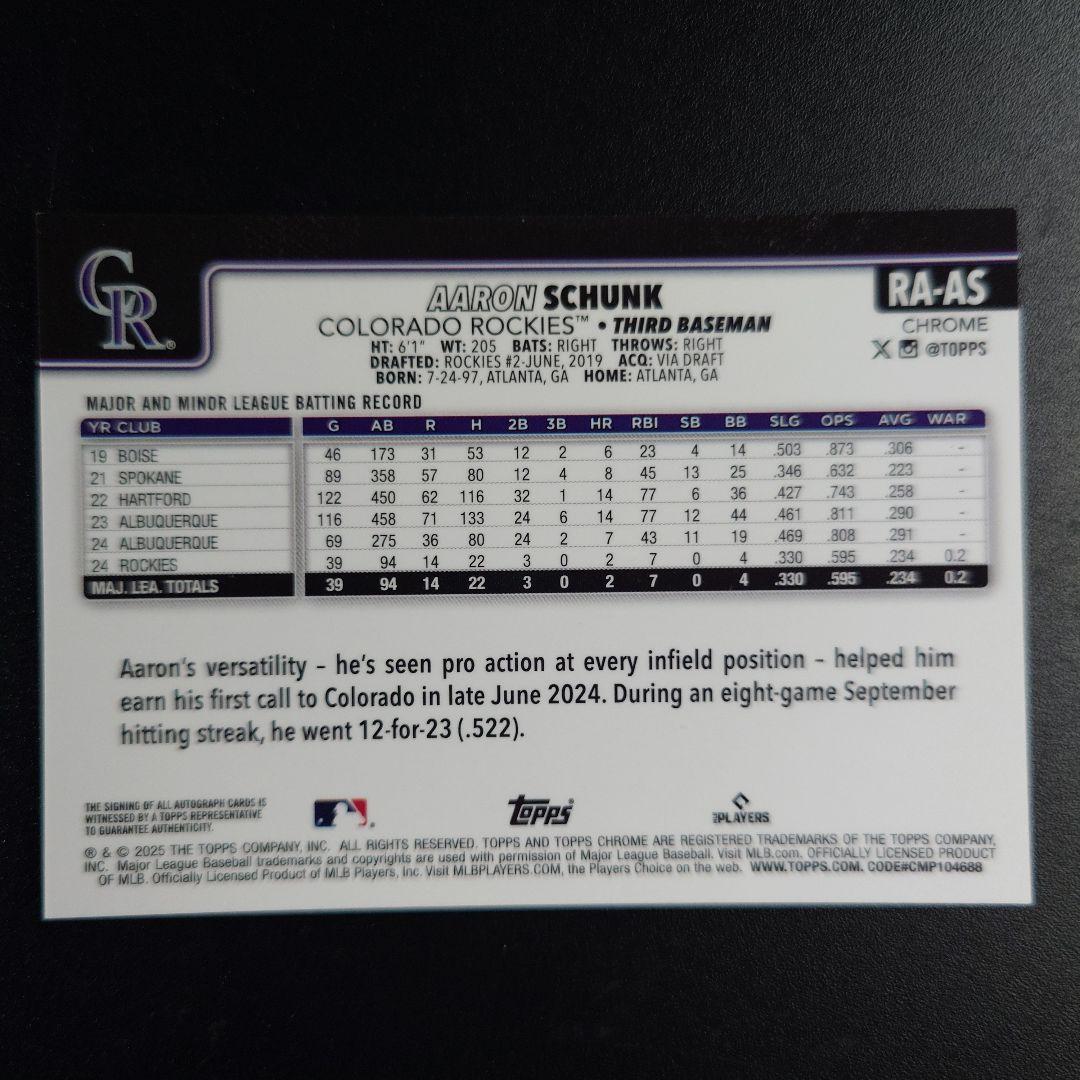 CR®
RA-AS
AARON SCHUNK
COLORADO ROCKIES™ • THIRD BASEMAN
CHROME
HT: 6'1" WT: 205 BATS: RIGHT THROWS: RIGHT
@TOPPS
DRAFTED: ROCKIES #2-JUNE, 2019 ACQ: VIA DRAFT
BORN: 7-24-97, ATLANTA, GA HOME: ATLANTA, GA
MAJOR AND MINOR LEAGUE BATTING RECORD
YR CLUB G AB R H 2B 3B HR RBI SB BB SLG OPS AVG WAR
19 BOISE 46 173 31 53 12 2 6 23 4 14 .503 .873 .306 -
21 SPOKANE 89 358 57 80 12 4 8 45 13 25 .346 .632 .223 -
22 HARTFORD 122 450 62 116 32 1 14 77 6 36 .427 .743 .258 -
23 ALBUQUERQUE 116 458 71 133 24 6 14 77 12 44 .461 .811 .290 -
24 ALBUQUERQUE 69 275 36 80 24 2 7 43 11 19 .469 .808 .291 -
24 ROCKIES 39 94 14 22 3 0 2 7 0 4 .330 .595 .234 0.2
MAJ. LEA. TOTALS 39 94 14 22 3 0 2 7 0 4 .330 .595 .234 0.2
Aaron's versatility – he's seen pro action at every infield position – helped him
earn his first call to Colorado in late June 2024. During an eight-game September
hitting streak, he went 12-for-23 (.522).
THE SIGNING OF ALL AUTOGRAPH CARDS IS
WITNESSED BY A TOPPS REPRESENTATIVE
TO GUARANTEE AUTHENTICITY.
Topps
PLAYERS
® & © 2025 THE TOPPS COMPANY, INC. ALL RIGHTS RESERVED. TOPPS AND TOPPS CHROME ARE REGISTERED TRADEMARKS OF THE TOPPS COMPANY,
INC. Major League Baseball trademarks and copyrights are used with permission of Major League Baseball. Visit MLB.com. OFFICIALLY LICENSED PRODUCT
OF MLB. Officially Licensed Product of MLB Players, Inc. Visit MLBPLAYERS.COM, the Players Choice on the web. WWW.TOPPS.COM. CODE#CMP104688